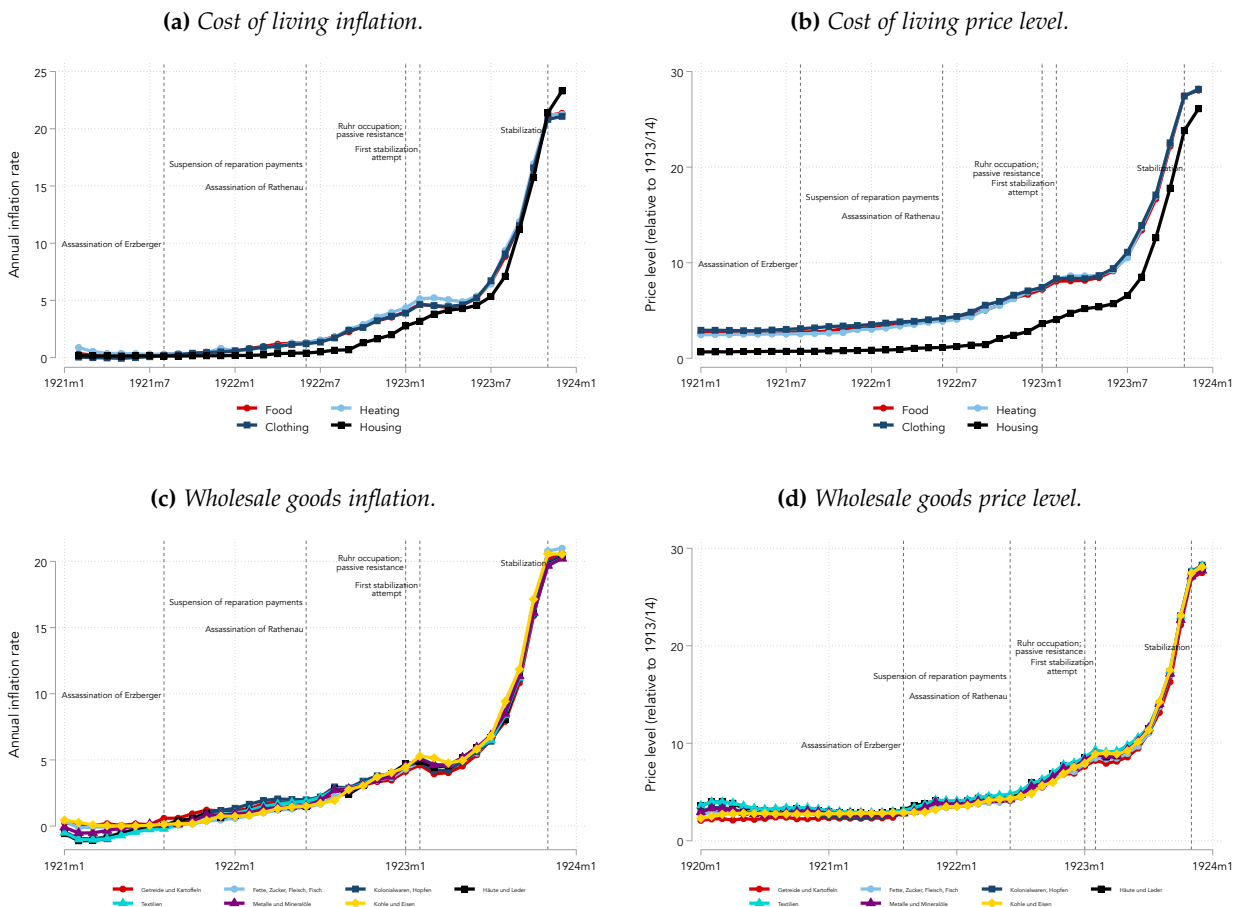 (a) Cost of living inflation.
Annual inflation rate
25
20
15
10
5
0
Ruhr occupation;
passive resistance
First stabilization
attempt
Stabilization
Suspension of reparation payments
Assassination of Rathenau
Assassination of Erzberger
1921m1 1921m7 1922m1 1922m7 1923m1 1923m7 1924m1
Food Heating
Clothing Housing
(b) Cost of living price level.
Price level (relative to 1913/14)
30
20
10
0
Ruhr occupation;
passive resistance
First stabilization
attempt
Stabilization
Suspension of reparation payments
Assassination of Rathenau
Assassination of Erzberger
1921m1 1921m7 1922m1 1922m7 1923m1 1923m7 1924m1
Food Heating
Clothing Housing
(c) Wholesale goods inflation.
Annual inflation rate
20
15
10
5
0
Ruhr occupation;
passive resistance
First stabilization
attempt
Stabilization
Suspension of reparation payments
Assassination of Rathenau
Assassination of Erzberger
1921m1 1922m1 1923m1 1924m1
Getreide und Kartoffeln Fette, Zucker, Fleisch, Fisch Kolonialwaren, Hopfen Häute und Leder
Textilien Metalle und Mineralöle Kohle und Eisen
(d) Wholesale goods price level.
Price level (relative to 1913/14)
30
20
10
0
Ruhr occupation;
passive resistance
First stabilization
attempt
Stabilization
Suspension of reparation payments
Assassination of Rathenau
Assassination of Erzberger
1920m1 1921m1 1922m1 1923m1 1924m1
Getreide und Kartoffeln Fette, Zucker, Fleisch, Fisch Kolonialwaren, Hopfen Häute und Leder
Textilien Metalle und Mineralöle Kohle und Eisen